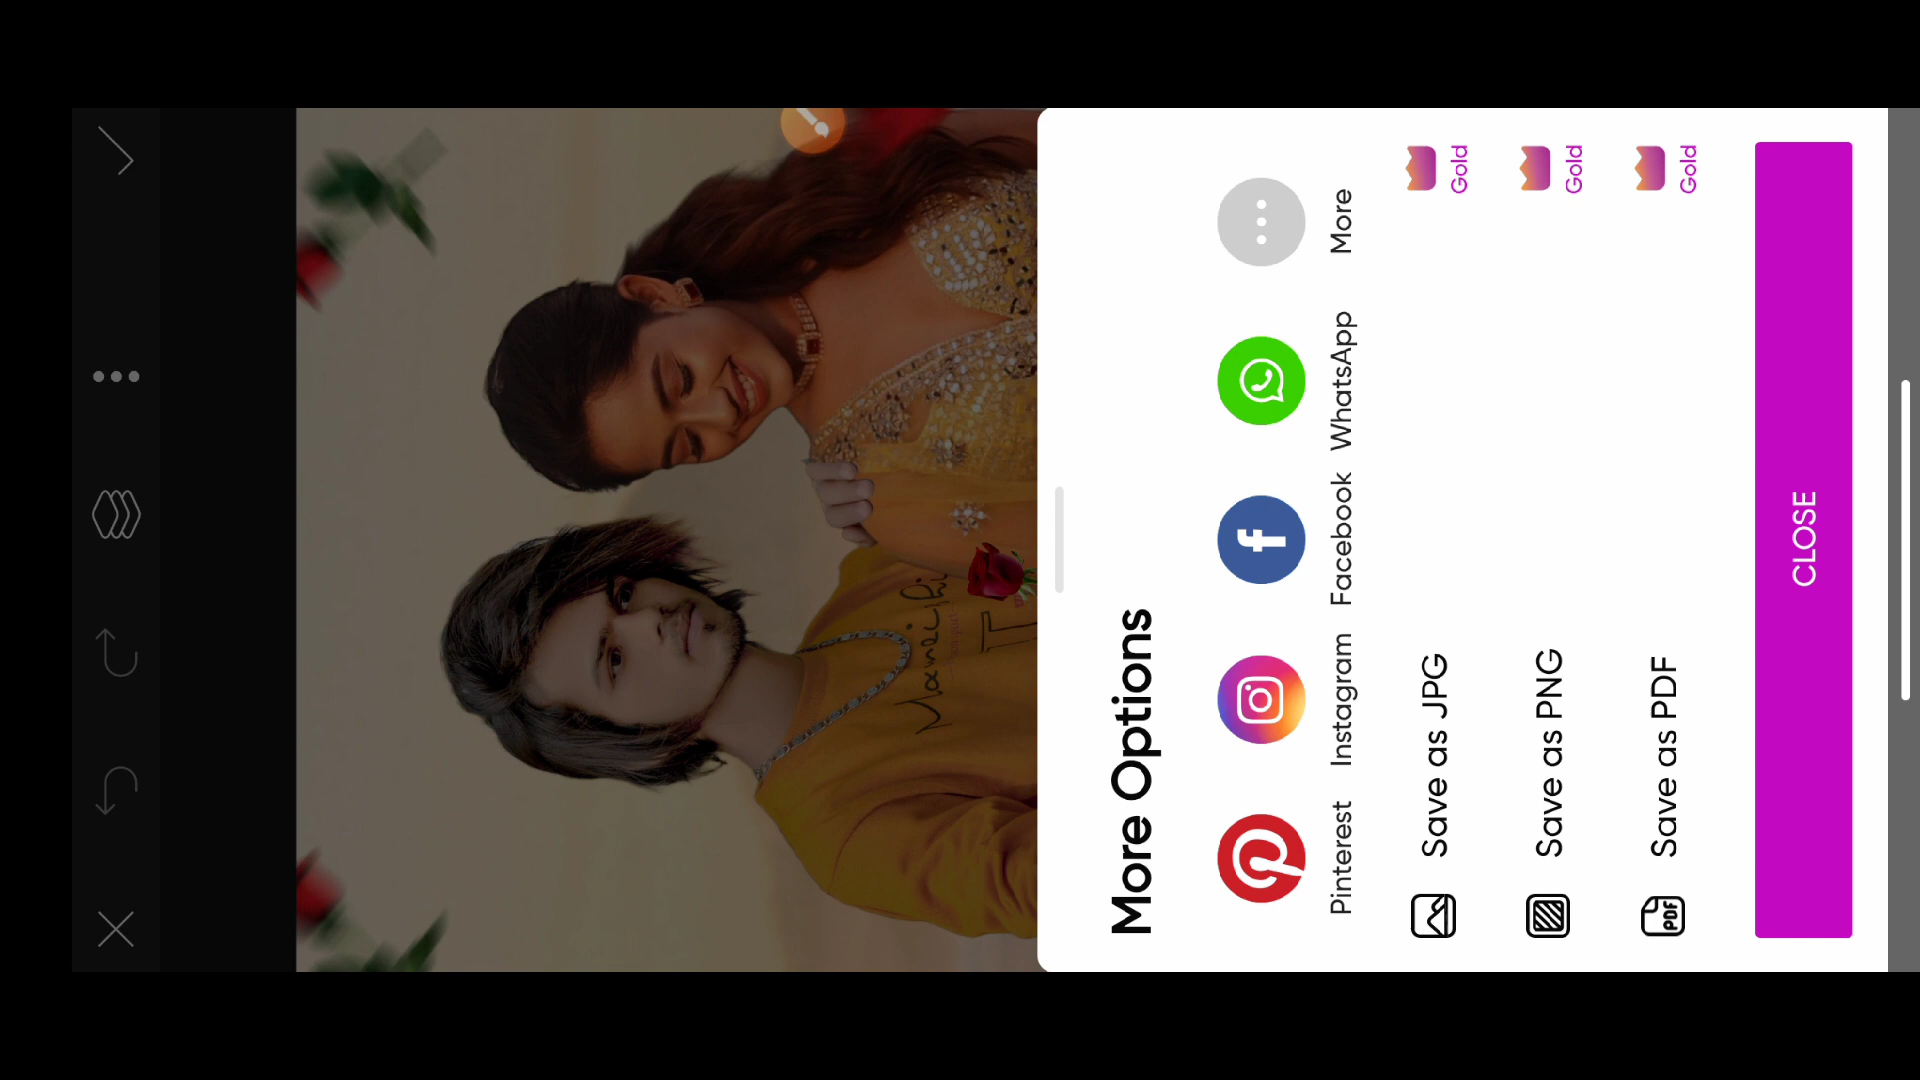 More Options
Pinterest Instagram Facebook WhatsApp More
Save as JPG Gold
Save as PNG Gold
Save as PDF Gold
CLOSE